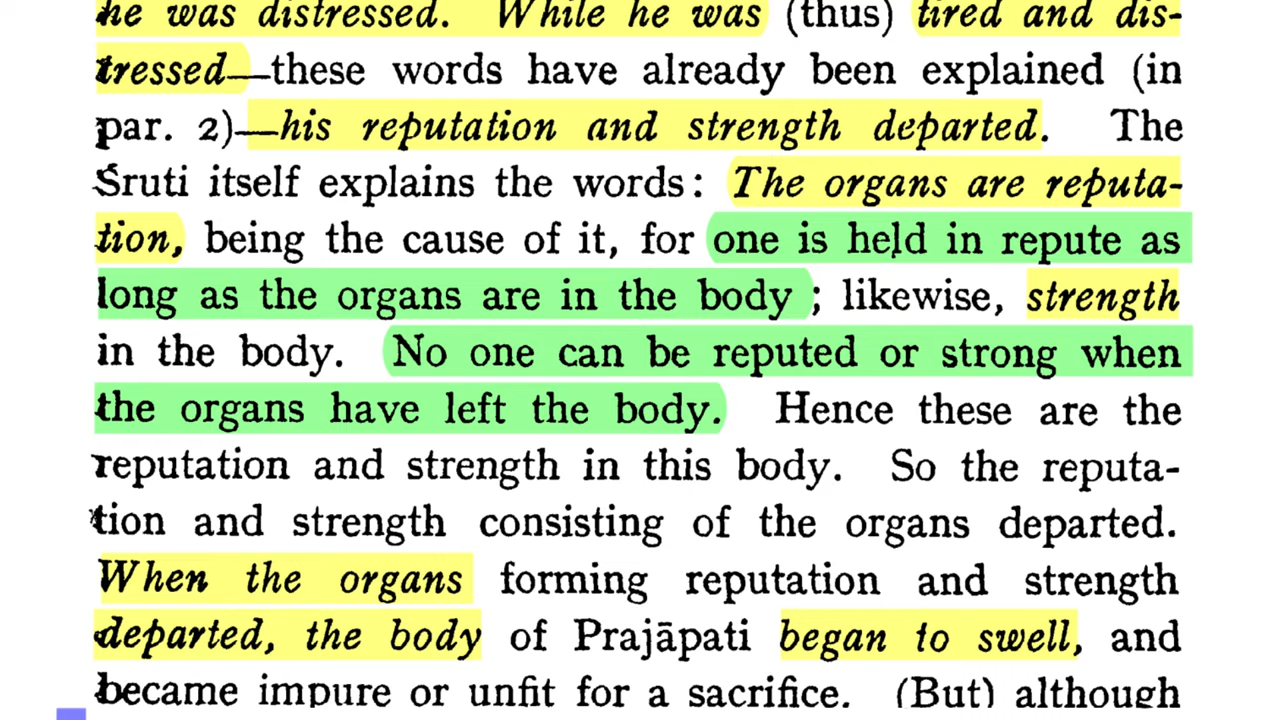 he was distressed. While he was (thus) tired and dis-
tressed—these words have already been explained (in
par. 2)—his reputation and strength departed. The
Śruti itself explains the words: The organs are reputa-
tion, being the cause of it, for one is held in repute as
long as the organs are in the body ; likewise, strength
in the body. No one can be reputed or strong when
the organs have left the body. Hence these are the
reputation and strength in this body. So the reputa-
tion and strength consisting of the organs departed.
When the organs forming reputation and strength
departed, the body of Prajāpati began to swell, and
became impure or unfit for a sacrifice. (But) although